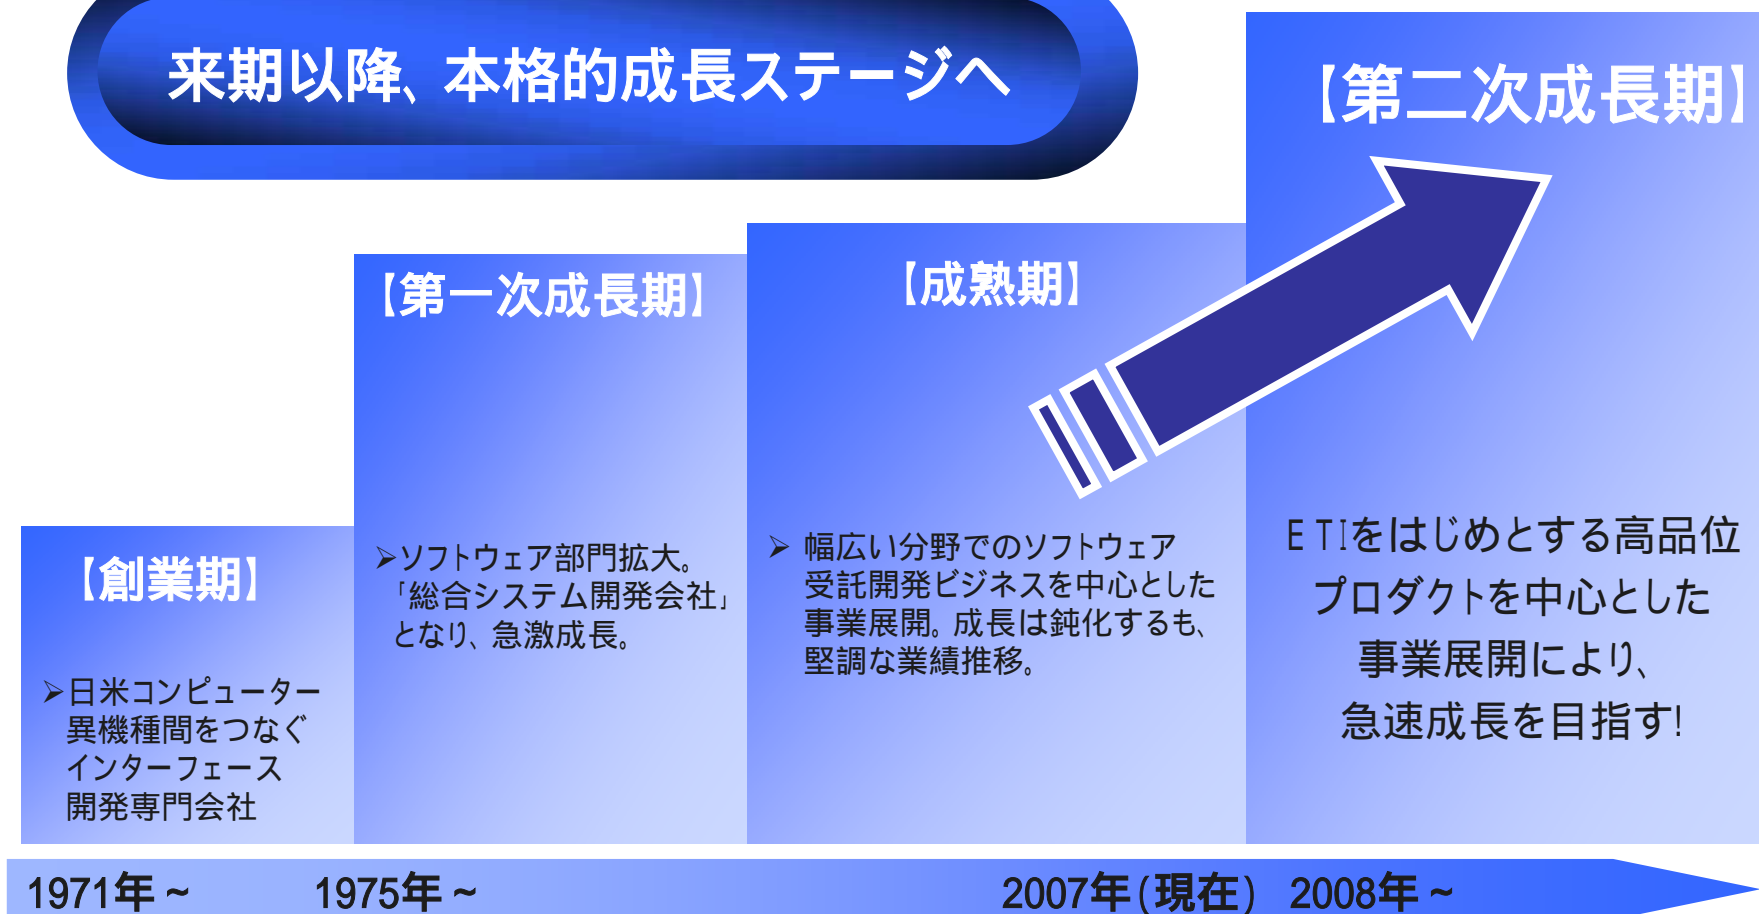 来期以降、本格的成長ステージへ
【第二次成長期】
【第一次成長期】
【成熟期】
【創業期】
➢日米コンピューター
異機種間をつなぐ
インターフェース
開発専門会社
➢ソフトウェア部門拡大。
「総合システム開発会社」
となり、急激成長。
➢ 幅広い分野でのソフトウェア
受託開発ビジネスを中心とした
事業展開。成長は鈍化するも、
堅調な業績推移。
ETIをはじめとする高品位
プロダクトを中心とした
事業展開により、
急速成長を目指す!
1971年~ 1975年~ 2007年(現在) 2008年~